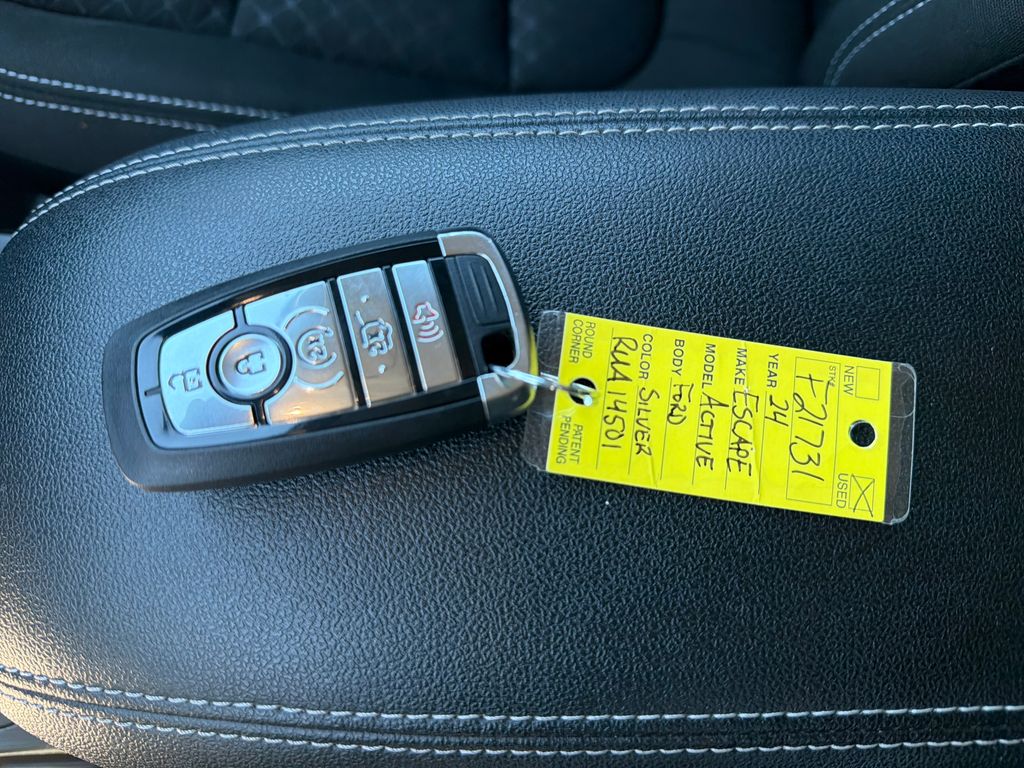 NEW USED
STK# F21731
YEAR 24
MAKE ESCAPE
MODEL ACTIVE
BODY FORD
COLOR SILVER
RUA14501
ROUND CORNER PATENT PENDING